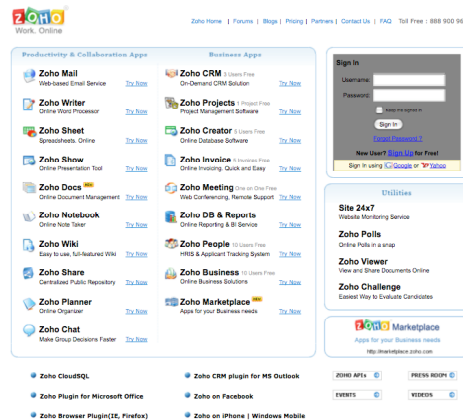 ZOHO
Work. Online
Zoho Home | Forums | Blogs | Pricing | Partners | Contact Us | FAQ Toll Free : 888 900 96
Productivity & Collaboration Apps
Zoho Mail
Web-based Email Service Try Now
Zoho Writer
Online Word Processor Try Now
Zoho Sheet
Spreadsheets. Online Try Now
Zoho Show
Online Presentation Tool Try Now
Zoho Docs
Online Document Management Try Now
Zoho Notebook
Online Note Taker Try Now
Zoho Wiki
Easy to use, full-featured Wiki Try Now
Zoho Share
Centralized Public Repository Try Now
Zoho Planner
Online Organizer Try Now
Zoho Chat
Make Group Decisions Faster Try Now
Business Apps
Zoho CRM 3 Users Free
On-Demand CRM Solution Try Now
Zoho Projects 1 Project Free
Project Management Software Try Now
Zoho Creator 5 Users Free
Online Database Software Try Now
Zoho Invoice 5 Invoices Free
Online Invoicing. Quick and Easy Try Now
Zoho Meeting One on One Free
Web Conferencing, Remote Support Try Now
Zoho DB & Reports
Online Reporting & BI Service Try Now
Zoho People 10 Users Free
HRIS & Applicant Tracking System Try Now
Zoho Business 10 Users Free
Online Business Solutions Try Now
Zoho Marketplace
Apps for your Business needs Try Now
Sign In
Username:
Password:
Keep me signed in
Sign In
Forgot Password ?
New User? Sign Up for Free!
Sign In using Google or Yahoo
Utilities
Site 24x7
Website Monitoring Service
Zoho Polls
Online Polls in a snap
Zoho Viewer
View and Share Documents Online
Zoho Challenge
Easiest Way to Evaluate Candidates
ZOHO Marketplace
Apps for your Business needs
http://marketplace.zoho.com
Zoho CloudSQL
Zoho CRM plugin for MS Outlook
ZOHO APIs
PRESS ROOM
Zoho Plugin for Microsoft Office
Zoho on Facebook
EVENTS
VIDEOS
Zoho Browser Plugin(IE, Firefox)
Zoho on iPhone | Windows Mobile